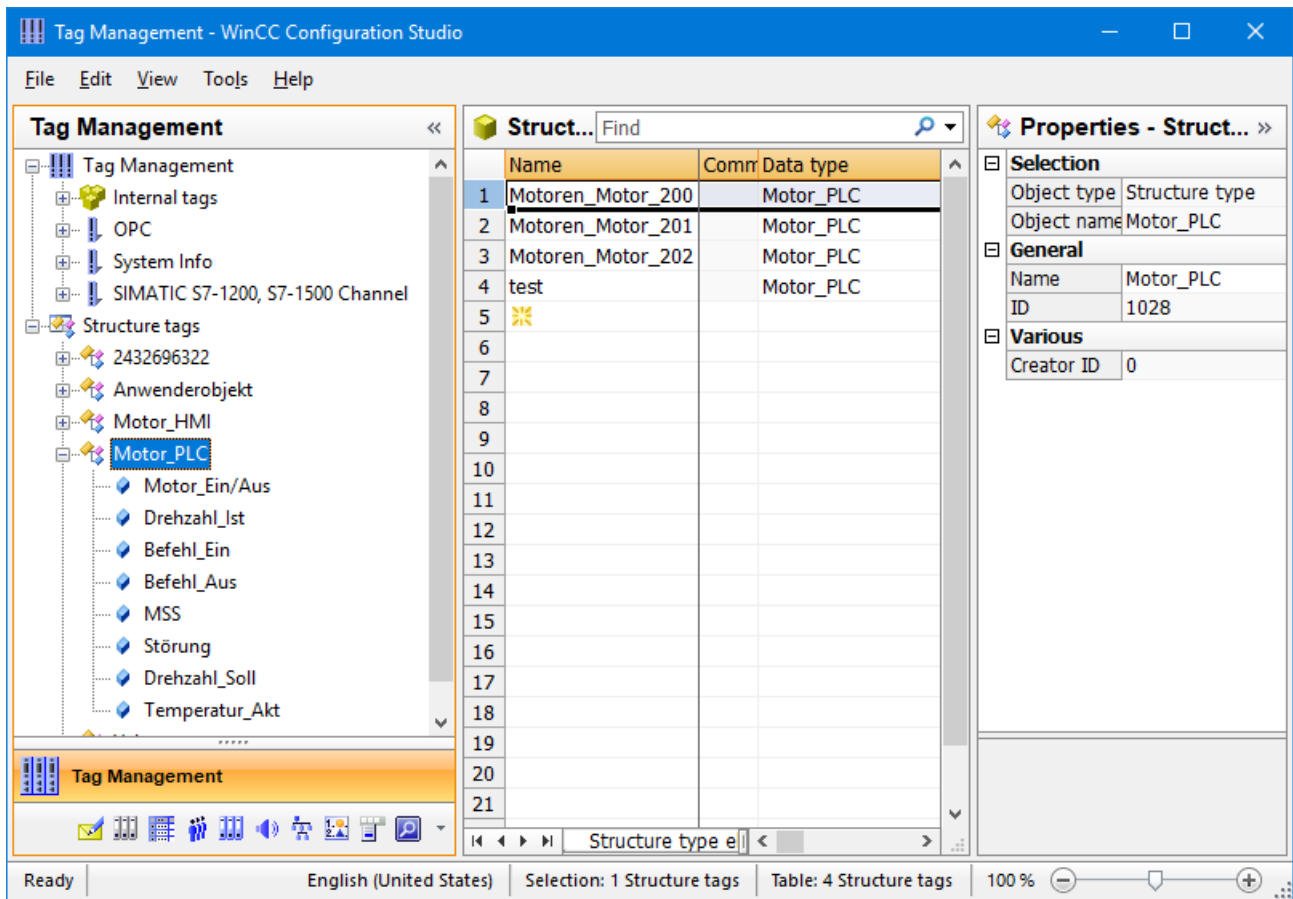 Tag Management - WinCC Configuration Studio
File Edit View Tools Help
Tag Management «
Tag Management
Internal tags
OPC
System Info
SIMATIC S7-1200, S7-1500 Channel
Structure tags
2432696322
Anwenderobjekt
Motor_HMI
Motor_PLC
Motor_Ein/Aus
Drehzahl_Ist
Befehl_Ein
Befehl_Aus
MSS
Störung
Drehzahl_Soll
Temperatur_Akt
Tag Management
Struct... Find
Name Comm Data type
1 Motoren_Motor_200 Motor_PLC
2 Motoren_Motor_201 Motor_PLC
3 Motoren_Motor_202 Motor_PLC
4 test Motor_PLC
5
6
7
8
9
10
11
12
13
14
15
16
17
18
19
20
21
Structure type e
Properties - Struct... »
Selection
Object type Structure type
Object name Motor_PLC
General
Name Motor_PLC
ID 1028
Various
Creator ID 0
Ready English (United States) Selection: 1 Structure tags Table: 4 Structure tags 100 %